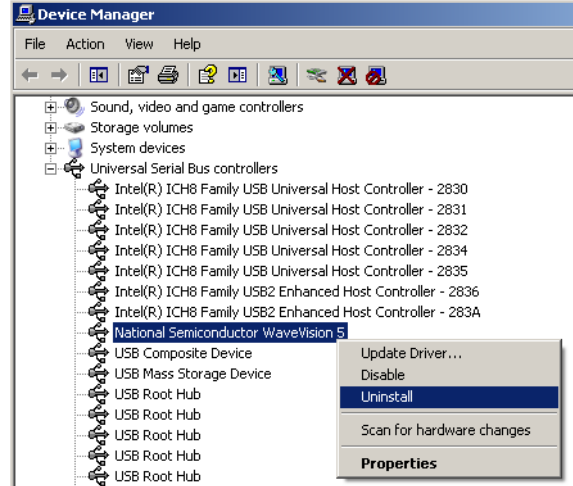 Device Manager
File Action View Help
Sound, video and game controllers
Storage volumes
System devices
Universal Serial Bus controllers
Intel(R) ICH8 Family USB Universal Host Controller - 2830
Intel(R) ICH8 Family USB Universal Host Controller - 2831
Intel(R) ICH8 Family USB Universal Host Controller - 2832
Intel(R) ICH8 Family USB Universal Host Controller - 2834
Intel(R) ICH8 Family USB Universal Host Controller - 2835
Intel(R) ICH8 Family USB2 Enhanced Host Controller - 2836
Intel(R) ICH8 Family USB2 Enhanced Host Controller - 283A
National Semiconductor WaveVision 5
USB Composite Device
USB Mass Storage Device
USB Root Hub
USB Root Hub
USB Root Hub
USB Root Hub
USB Root Hub
Update Driver...
Disable
Uninstall
Scan for hardware changes
Properties